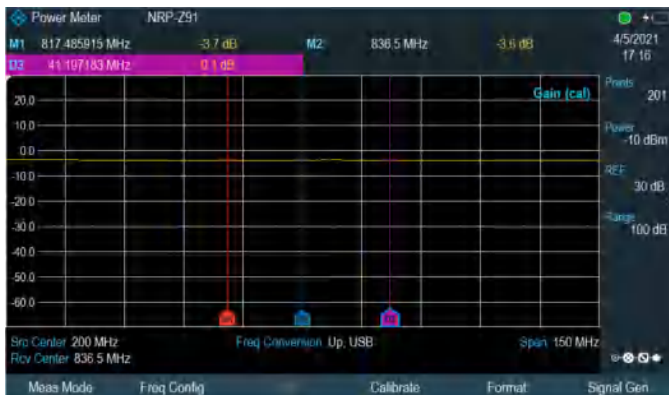 Power Meter NRP-Z91
M1 817.485915 MHz -3.7 dB M2 836.5 MHz -3.6 dB 4/5/2021
17:16
D3 41.197183 MHz 0.1 dB
Gain (cal)
Points
201
Power
-10 dBm
REF
30 dB
Range
100 dB
20.0
10.0
0.0
-10.0
-20.0
-30.0
-40.0
-50.0
-60.0
Src Center 200 MHz Freq Conversion Up, USB Span 150 MHz
Rcv Center 836.5 MHz
Meas Mode Freq Config Calibrate Format Signal Gen